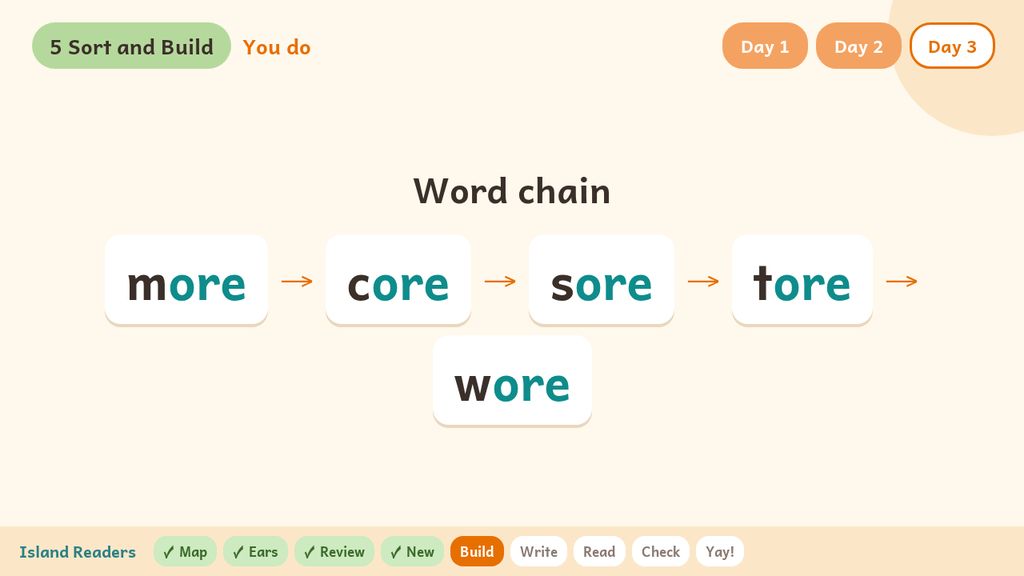 5 Sort and Build You do Day 1 Day 2 Day 3
Word chain
more → core → sore → tore →
wore
Island Readers ✓ Map ✓ Ears ✓ Review ✓ New Build Write Read Check Yay!